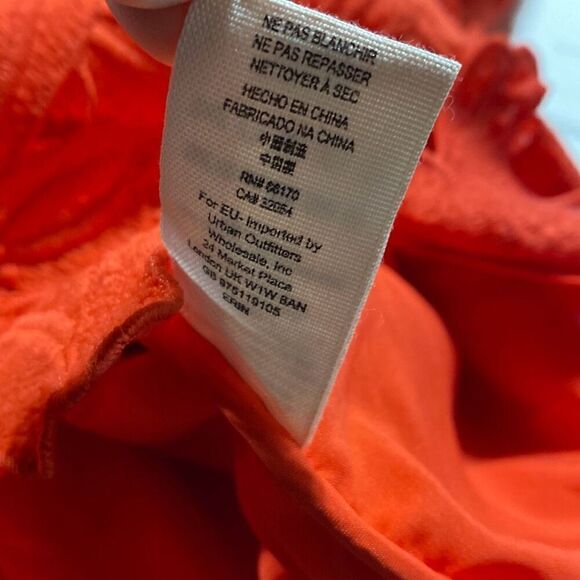 NE PAS BLANCHIR
NE PAS REPASSER
NETTOYER À SEC
HECHO EN CHINA
FABRICADO NA CHINA
中国制造
中国製
RN# 66170
CA# 32954
For EU- Imported by
Urban Outfitters
Wholesale, Inc
24 Market Place
London UK W1W 8AN
GB 975119105
ERIN